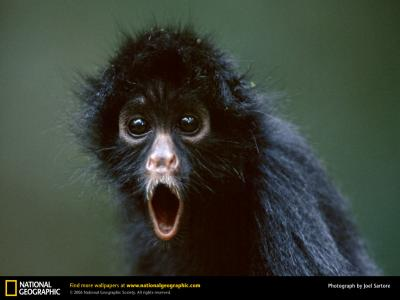 NATIONAL
GEOGRAPHIC
Find more wallpapers at www.nationalgeographic.com
© 2006 National Geographic Society. All rights reserved.
Photograph by Joel Sartore